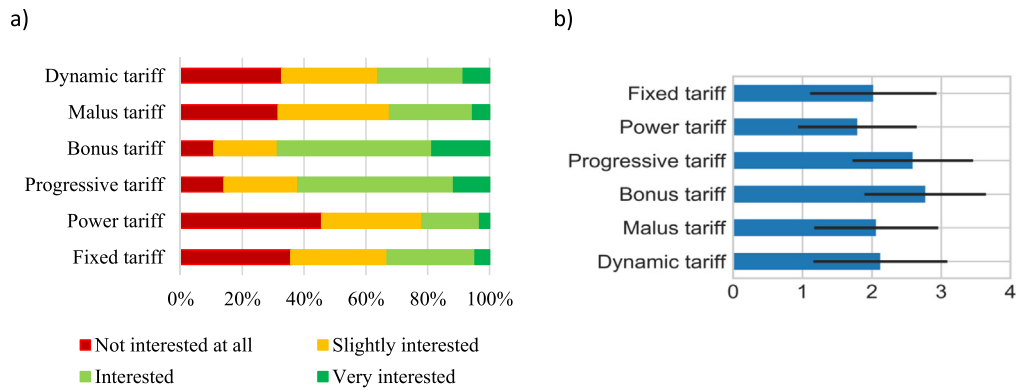 a)
Dynamic tariff
Malus tariff
Bonus tariff
Progressive tariff
Power tariff
Fixed tariff
0% 20% 40% 60% 80% 100%
Not interested at all Slightly interested
Interested Very interested
b)
Fixed tariff
Power tariff
Progressive tariff
Bonus tariff
Malus tariff
Dynamic tariff
0 1 2 3 4